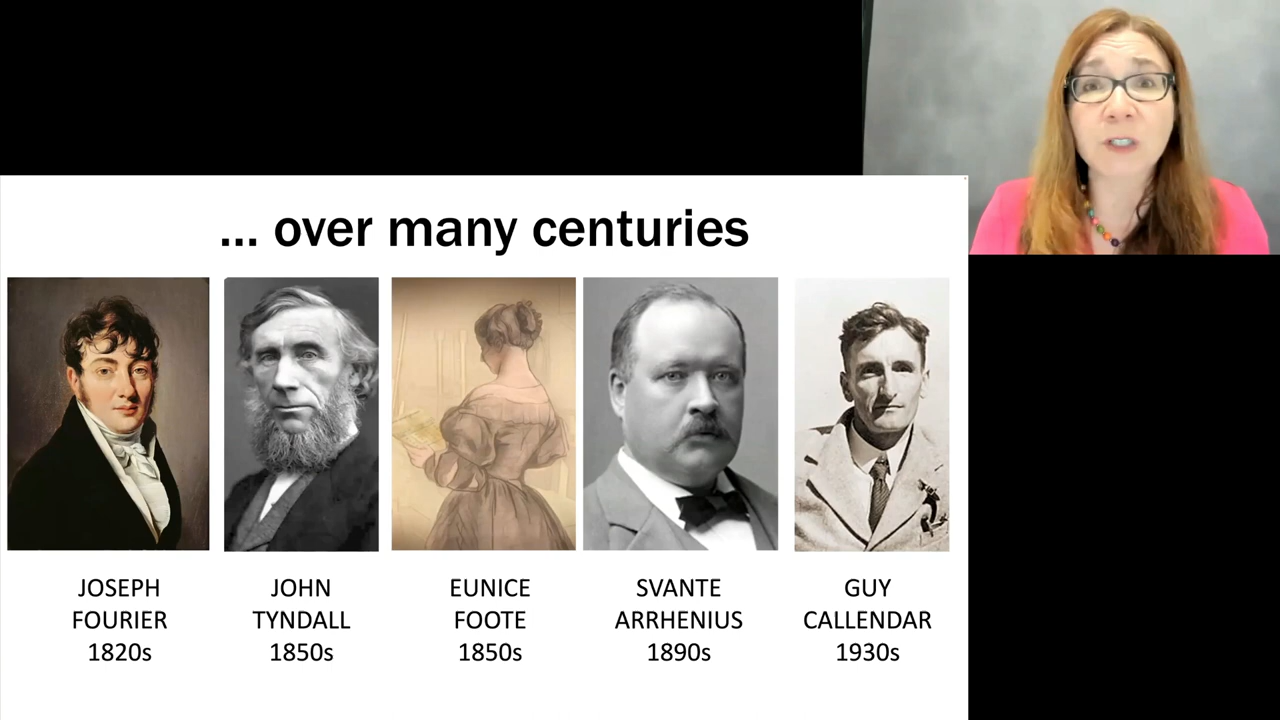 ... over many centuries
JOSEPH
FOURIER
1820s
JOHN
TYNDALL
1850s
EUNICE
FOOTE
1850s
SVANTE
ARRHENIUS
1890s
GUY
CALLENDAR
1930s